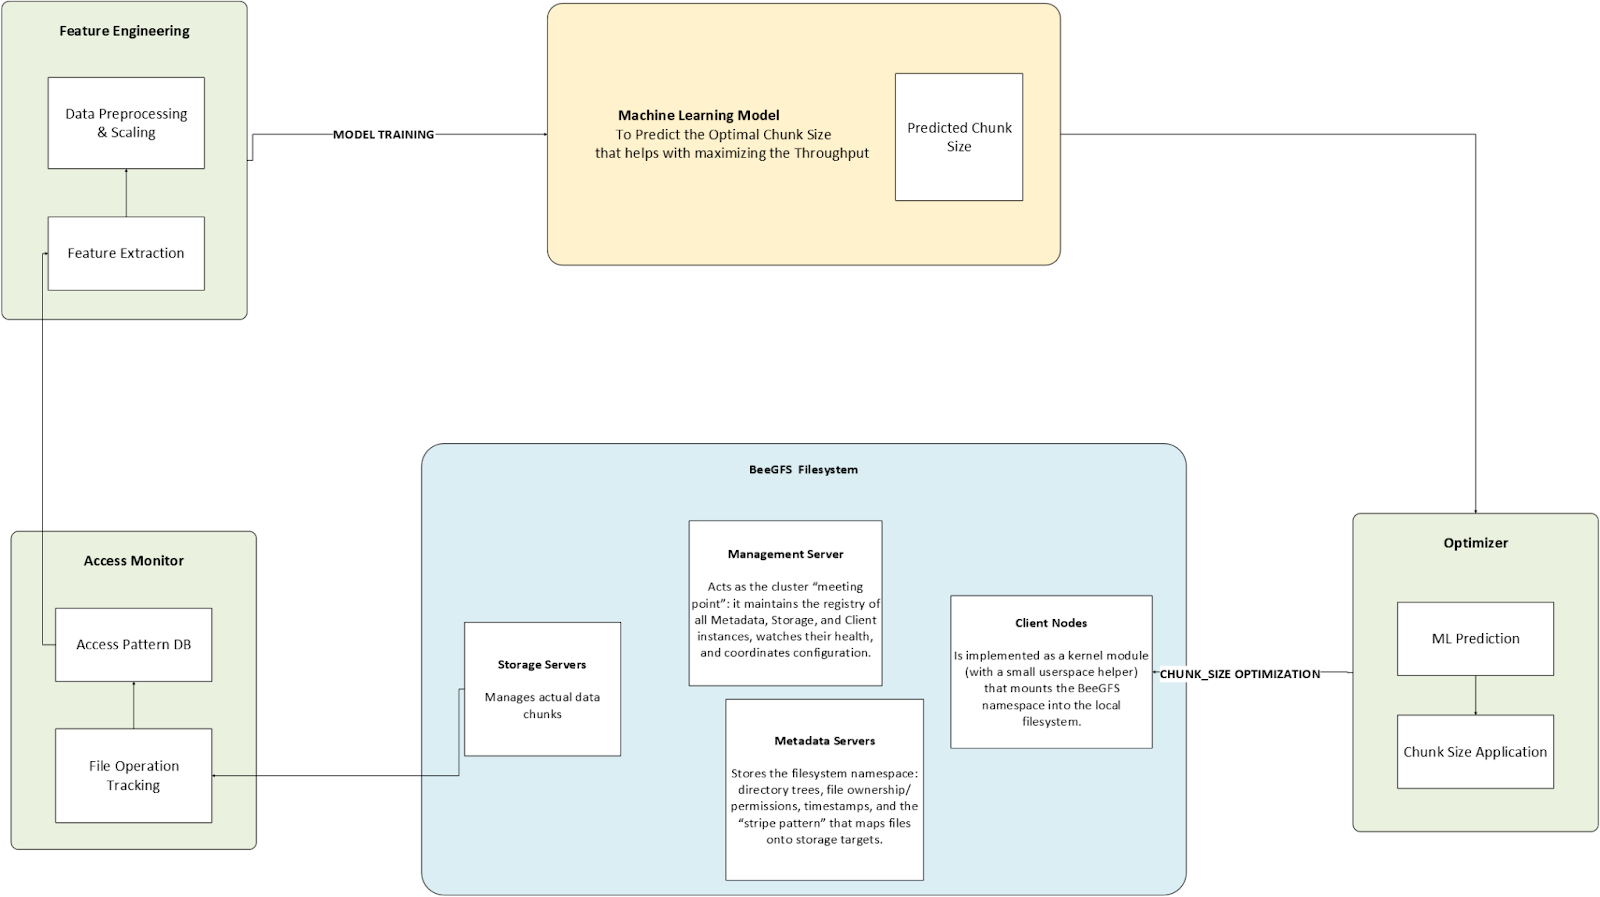 Feature Engineering
Data Preprocessing
& Scaling
Feature Extraction
MODEL TRAINING
Machine Learning Model
To Predict the Optimal Chunk Size
that helps with maximizing the Throughput
Predicted Chunk
Size
Access Monitor
Access Pattern DB
File Operation
Tracking
BeeGFS Filesystem
Storage Servers
Manages actual data
chunks
Management Server
Acts as the cluster “meeting
point”: it maintains the registry of
all Metadata, Storage, and Client
instances, watches their health,
and coordinates configuration.
Metadata Servers
Stores the filesystem namespace:
directory trees, file ownership/
permissions, timestamps, and the
“stripe pattern” that maps files
onto storage targets.
Client Nodes
Is implemented as a kernel module
(with a small userspace helper)
that mounts the BeeGFS
namespace into the local
filesystem.
CHUNK_SIZE OPTIMIZATION
Optimizer
ML Prediction
Chunk Size Application